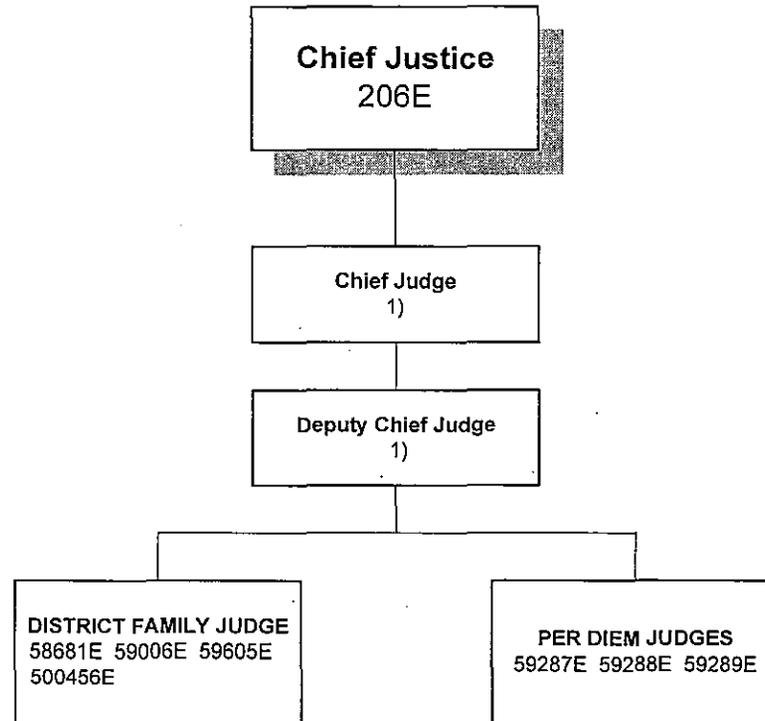 Chief Justice
206E
Chief Judge
1)
Deputy Chief Judge
1)
DISTRICT FAMILY JUDGE
58681E 59006E 59605E
500456E
PER DIEM JUDGES
59287E 59288E 59289E